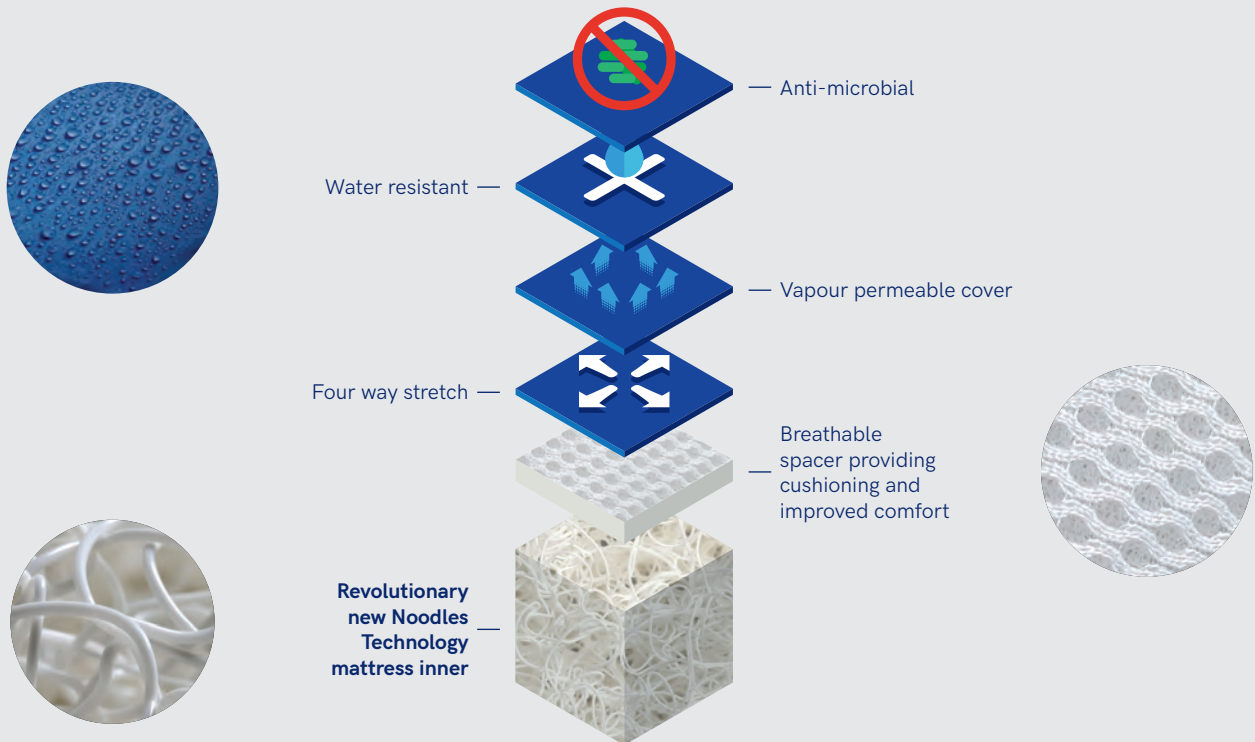 Anti-microbial
Water resistant
Vapour permeable cover
Four way stretch
Breathable
spacer providing
cushioning and
improved comfort
Revolutionary
new Noodles
Technology
mattress inner